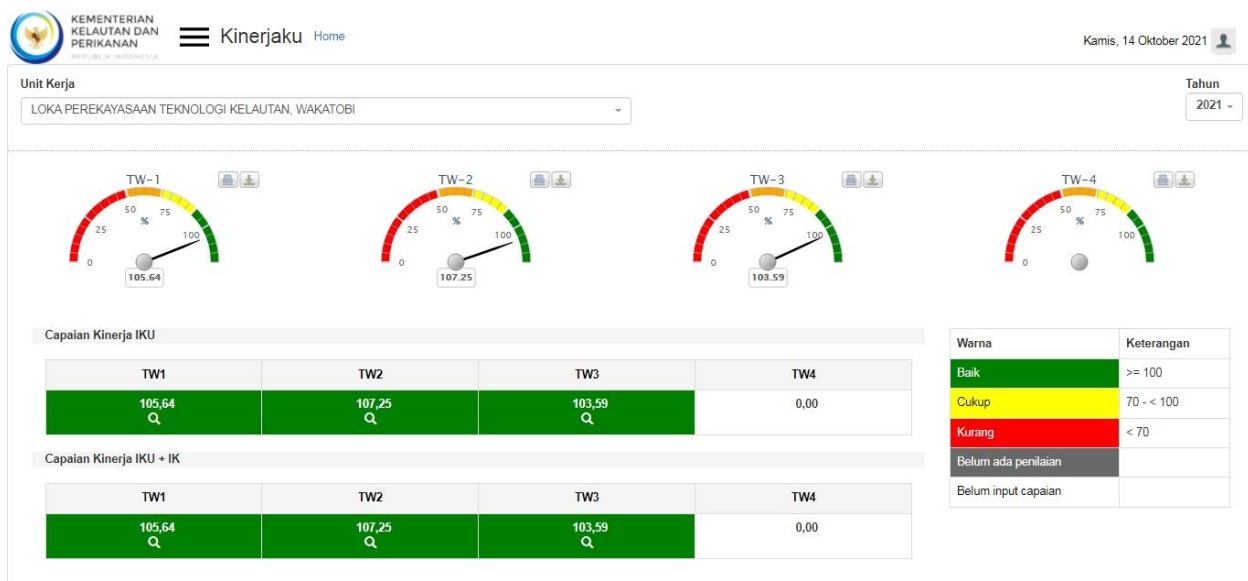 KEMENTERIAN
KELAUTAN DAN
PERIKANAN
REPUBLIK INDONESIA
Kinerjaku Home
Kamis, 14 Oktober 2021
Unit Kerja
Tahun
LOKA PEREKAYASAAN TEKNOLOGI KELAUTAN, WAKATOBI
2021
TW-1
0 25 50 75 100
%
105.64
TW-2
0 25 50 75 100
%
107.25
TW-3
0 25 50 75 100
%
103.59
TW-4
0 25 50 75 100
%
Capaian Kinerja IKU
TW1 TW2 TW3 TW4
105,64 107,25 103,59 0,00
Capaian Kinerja IKU + IK
TW1 TW2 TW3 TW4
105,64 107,25 103,59 0,00
Warna Keterangan
Baik >= 100
Cukup 70 - < 100
Kurang < 70
Belum ada penilaian
Belum input capaian